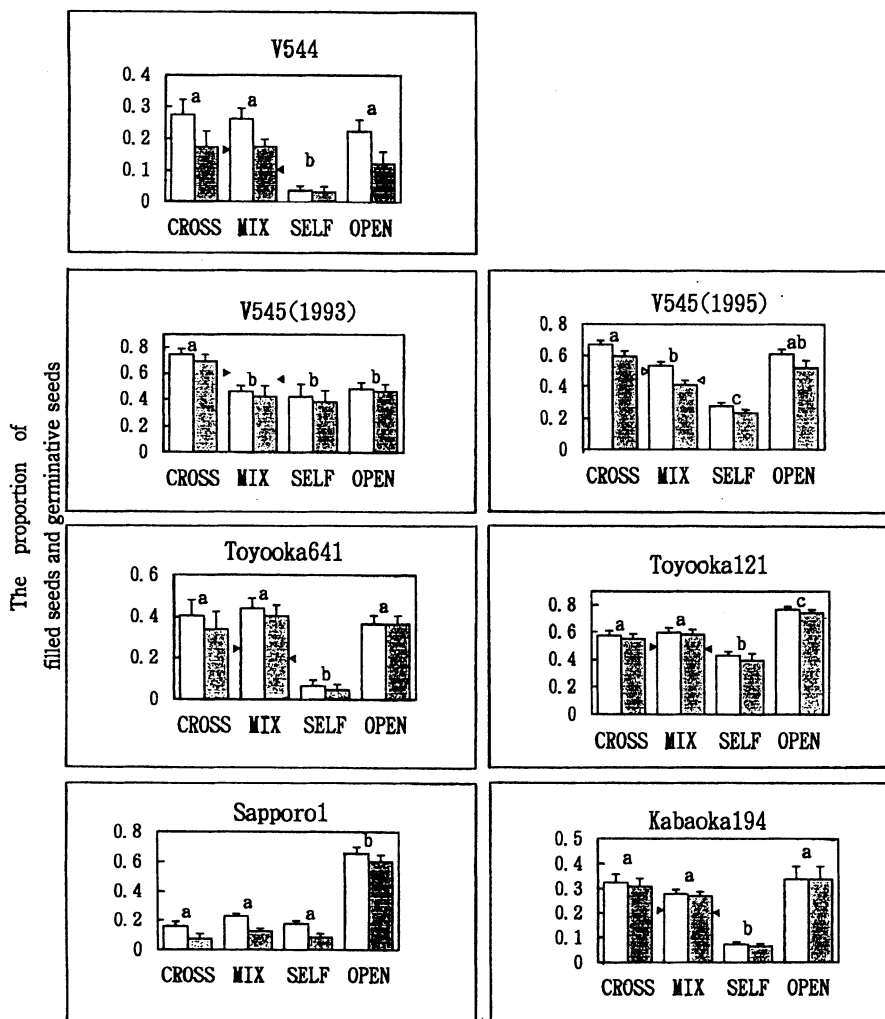 The proportion of
filled seeds and germinative seeds
V544
0. 4
0. 3
0. 2
0. 1
0
a
a
b
a
CROSS MIX SELF OPEN
V545(1993)
0. 8
0. 6
0. 4
0. 2
0
a
b
b
b
CROSS MIX SELF OPEN
V545(1995)
0. 8
0. 6
0. 4
0. 2
0
a
b
c
ab
CROSS MIX SELF OPEN
Toyooka641
0. 6
0. 4
0. 2
0
a
a
b
a
CROSS MIX SELF OPEN
Toyooka121
0. 8
0. 6
0. 4
0. 2
0
a
a
b
c
CROSS MIX SELF OPEN
Sapporo1
0. 8
0. 6
0. 4
0. 2
0
a
a
a
b
CROSS MIX SELF OPEN
Kabaoka194
0. 5
0. 4
0. 3
0. 2
0. 1
0
a
a
b
a
CROSS MIX SELF OPEN